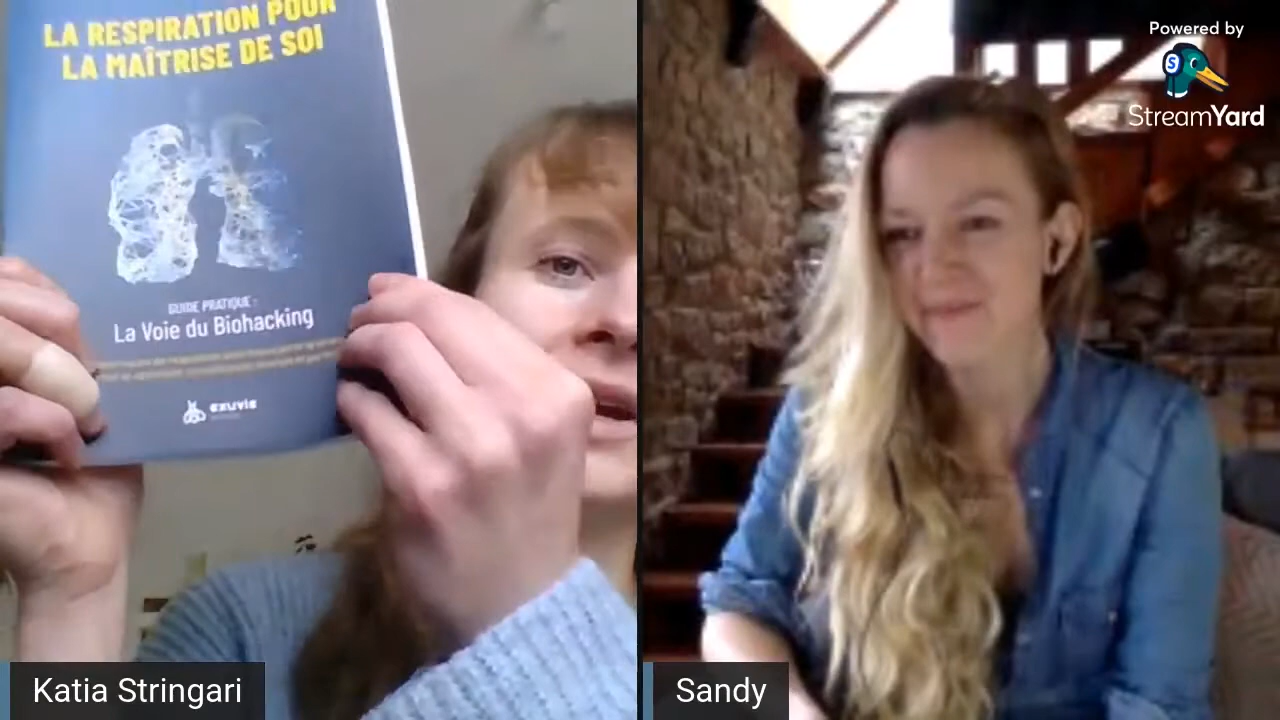 LA RESPIRATION POUR
LA MAÎTRISE DE SOI
GUIDE PRATIQUE :
La Voie du Biohacking
EXUVIE
Powered by
StreamYard
Katia Stringari
Sandy